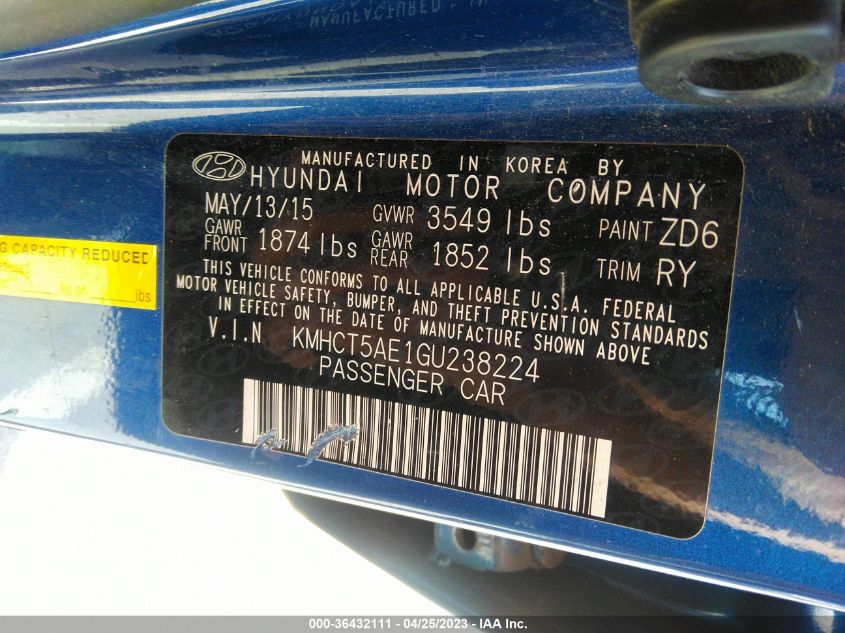 MANUFACTURED IN KOREA BY
HYUNDAI MOTOR COMPANY
MAY/13/15 GVWR 3549 lbs PAINT ZD6
GAWR FRONT 1874 lbs GAWR REAR 1852 lbs TRIM RY
THIS VEHICLE CONFORMS TO ALL APPLICABLE U.S.A. FEDERAL
MOTOR VEHICLE SAFETY, BUMPER, AND THEFT PREVENTION STANDARDS
IN EFFECT ON THE DATE OF MANUFACTURE SHOWN ABOVE
V.I.N KMHCT5AE1GU238224
PASSENGER CAR
G CAPACITY REDUCED
kg or lbs
000-36432111 - 04/25/2023 - IAA Inc.